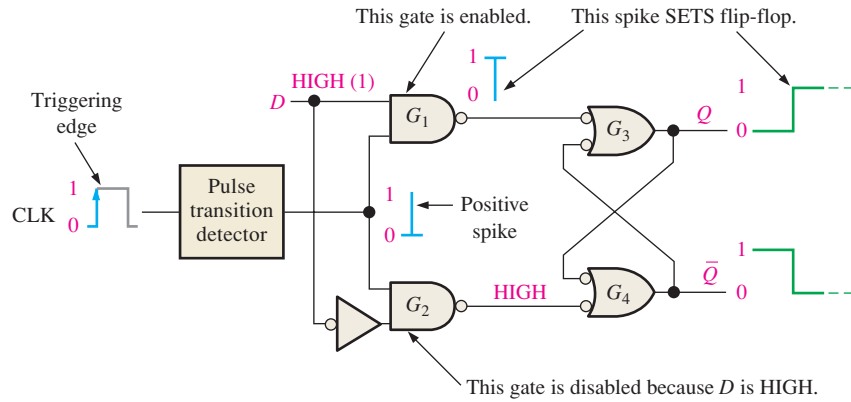 This gate is enabled.
This spike SETS flip-flop.
HIGH (1)
1
0
D
G1
G3
Q
1
0
Triggering
edge
1
0
CLK
Pulse
transition
detector
1
0
Positive
spike
HIGH
G2
G4
Q̅
1
0
This gate is disabled because D is HIGH.